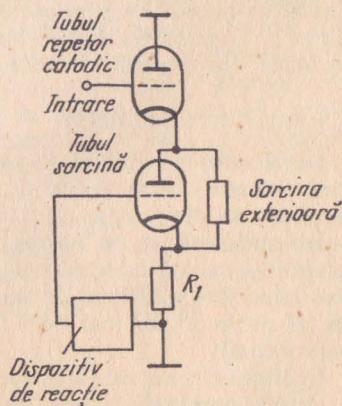 Tubul
repetor
catodic
Intrare
Tubul
sarcină
Sarcina
exterioară
R₁
Dispozitiv
de reacție